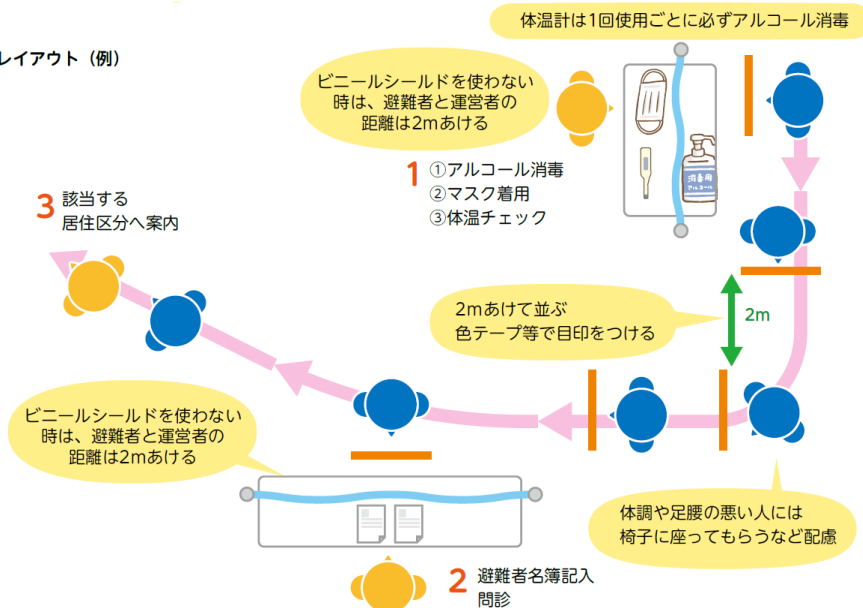 体温計は1回使用ごとに必ずアルコール消毒
レイアウト（例）
ビニールシールドを使わない
時は、避難者と運営者の
距離は2mあける
1 ①アルコール消毒
②マスク着用
③体温チェック
消毒用
アルコール
3 該当する
居住区分へ案内
2mあけて並ぶ
色テープ等で目印をつける
2m
ビニールシールドを使わない
時は、避難者と運営者の
距離は2mあける
体調や足腰の悪い人には
椅子に座ってもらうなど配慮
2 避難者名簿記入
問診